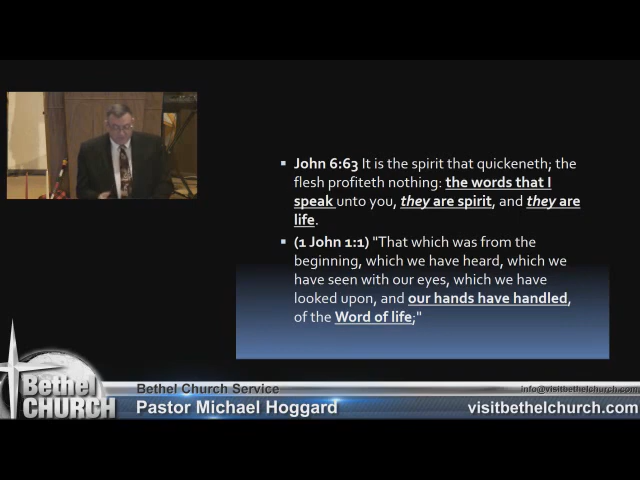 ▪ John 6:63 It is the spirit that quickeneth; the
flesh profiteth nothing: the words that I
speak unto you, they are spirit, and they are
life.
▪ (1 John 1:1) "That which was from the
beginning, which we have heard, which we
have seen with our eyes, which we have
looked upon, and our hands have handled,
of the Word of life;"
Bethel
CHURCH
Bethel Church Service
info@visitbethelchurch.com
Pastor Michael Hoggard
visitbethelchurch.com